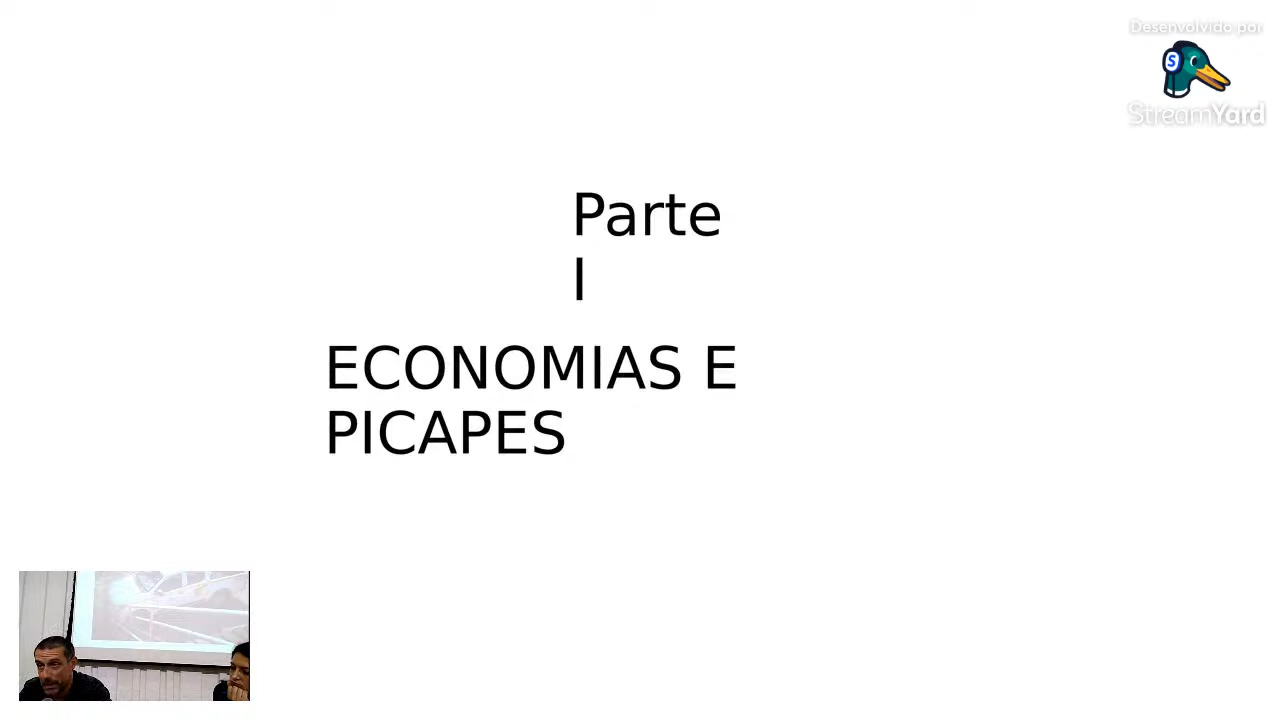 Desenvolvido por
S
StreamYard
Parte
I
ECONOMIAS E
PICAPES